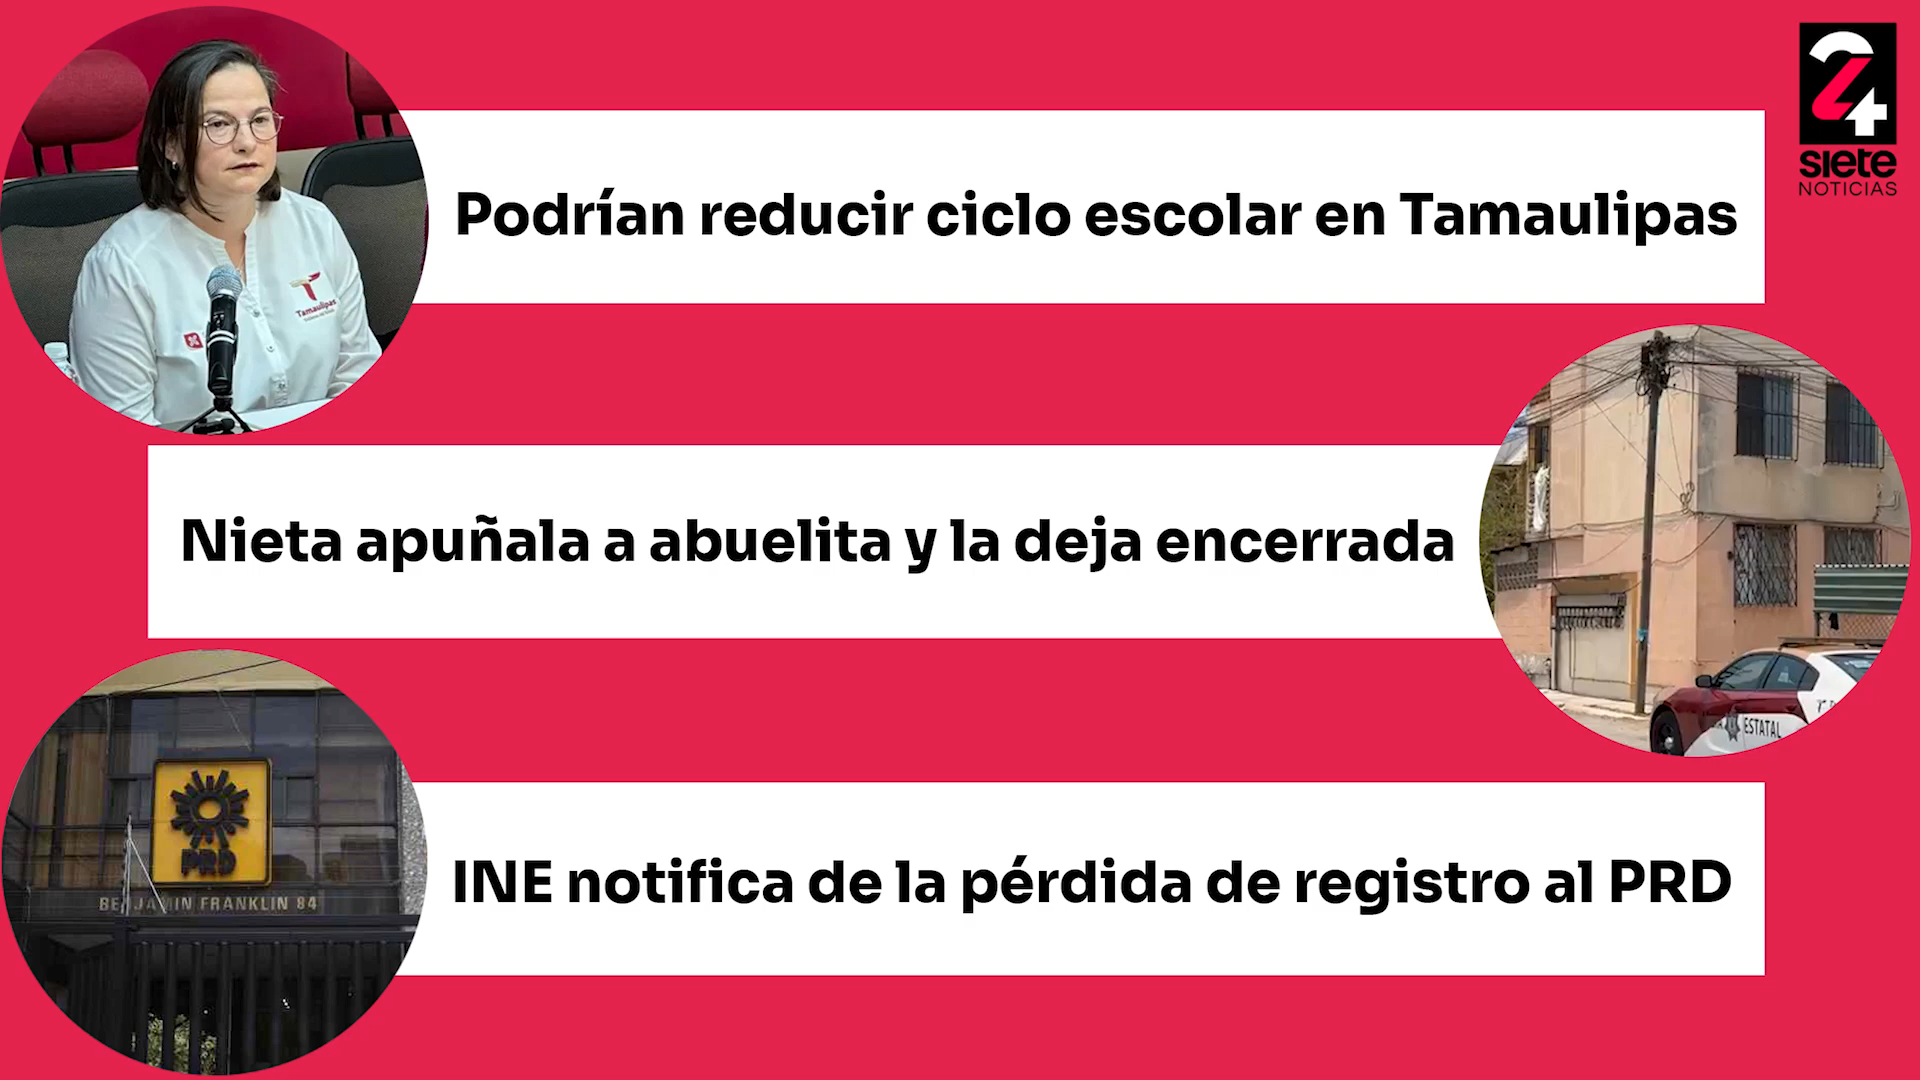 24
siete
NOTICIAS
Podrían reducir ciclo escolar en Tamaulipas
Tamaulipas
Nieta apuñala a abuelita y la deja encerrada
ESTATAL
PRD
BENJAMIN FRANKLIN 84
INE notifica de la pérdida de registro al PRD